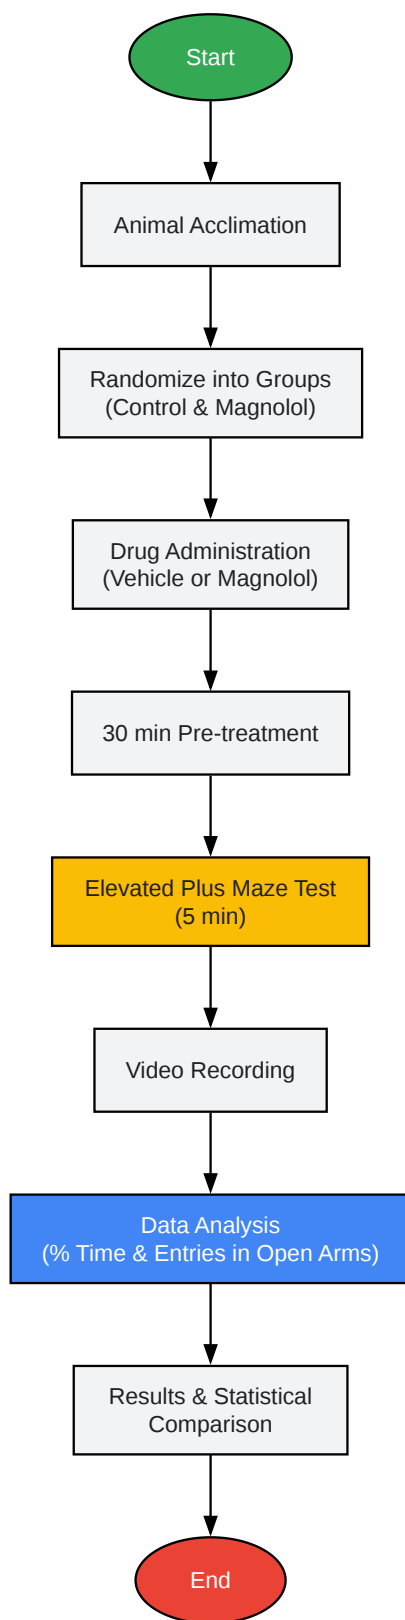 Start
Animal Acclimation
Randomize into Groups
(Control & Magnolol)
Drug Administration
(Vehicle or Magnolol)
30 min Pre-treatment
Elevated Plus Maze Test
(5 min)
Video Recording
Data Analysis
(% Time & Entries in Open Arms)
Results & Statistical
Comparison
End